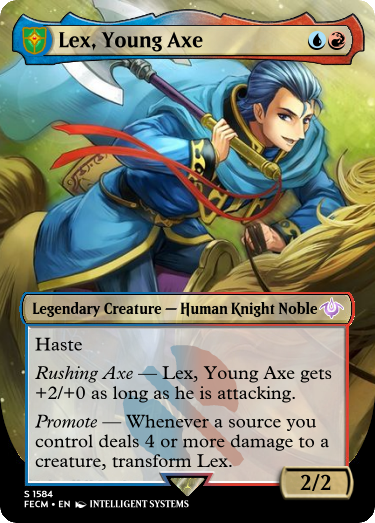 Lex, Young Axe
Legendary Creature — Human Knight Noble
Haste
Rushing Axe — Lex, Young Axe gets
+2/+0 as long as he is attacking.
Promote — Whenever a source you
control deals 4 or more damage to a
creature, transform Lex.
2/2
S 1584
FECM • EN INTELLIGENT SYSTEMS